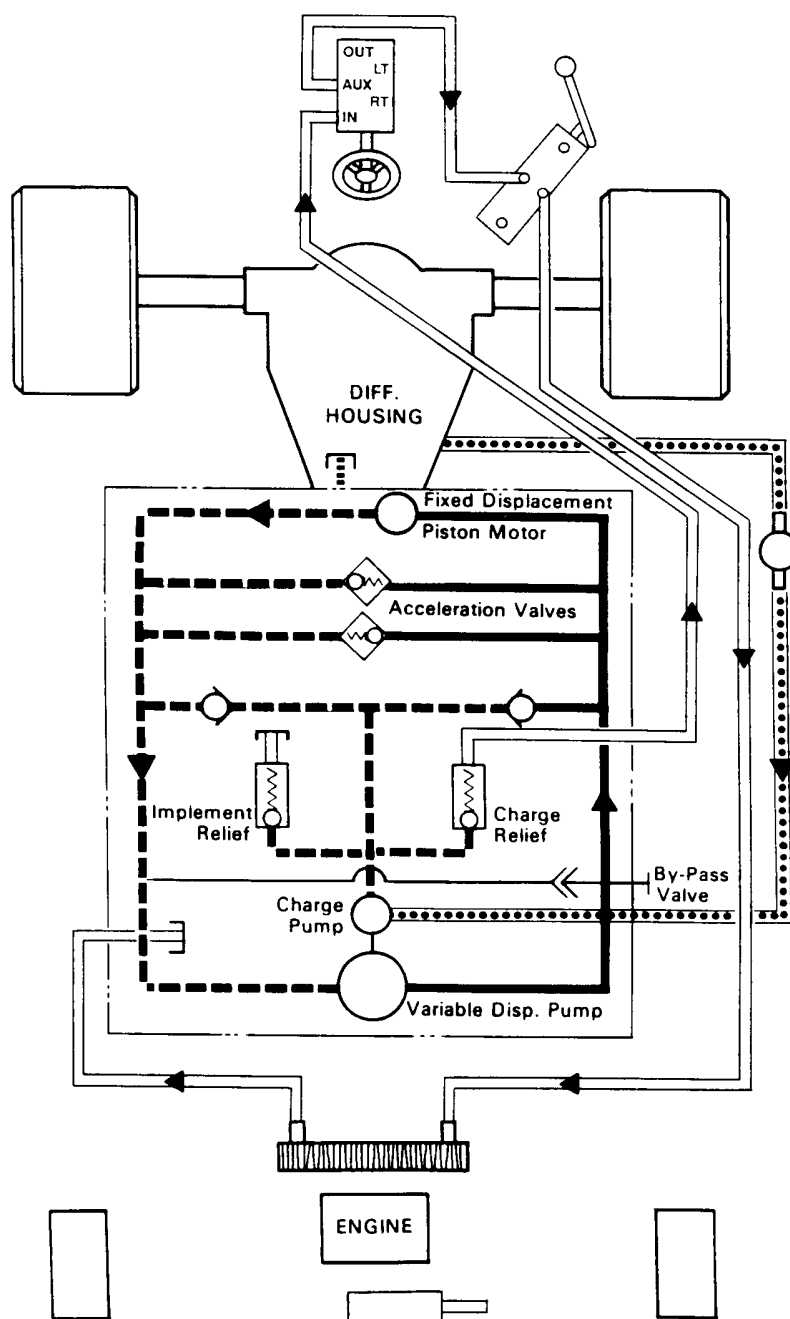 OUT
LT
AUX
RT
IN
DIFF.
HOUSING
Fixed Displacement
Piston Motor
Acceleration Valves
Implement
Relief
Charge
Relief
By-Pass
Valve
Charge
Pump
Variable Disp. Pump
ENGINE